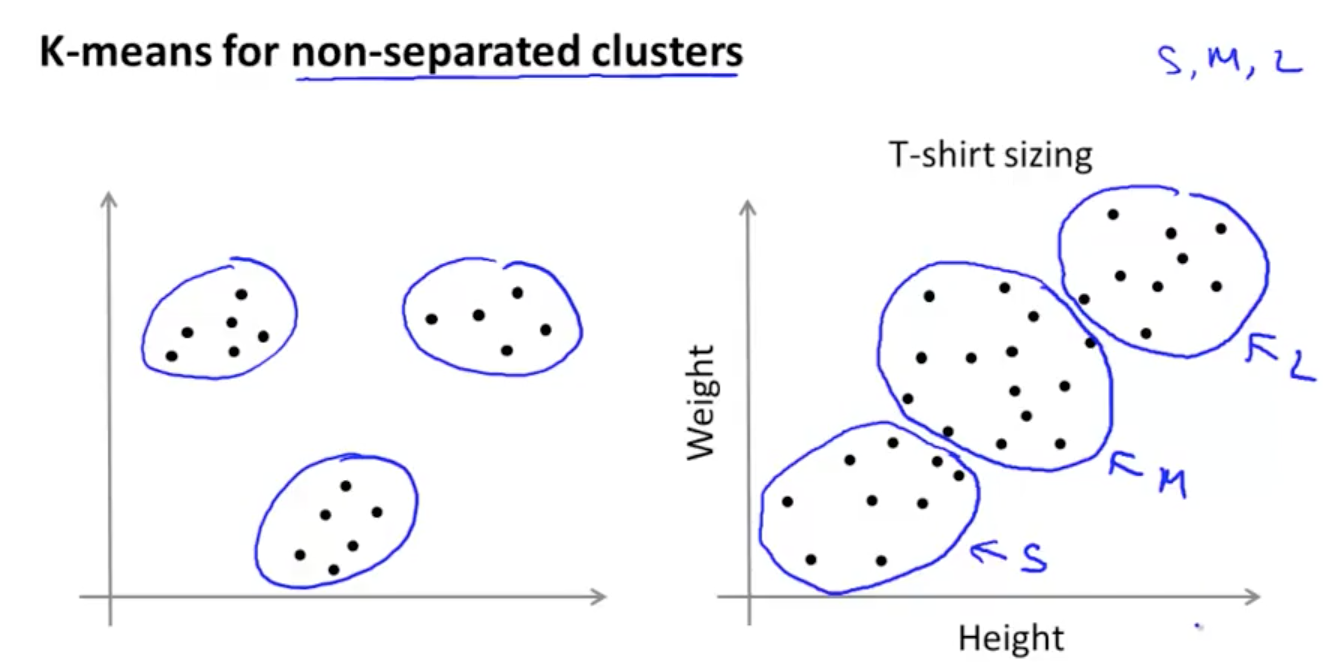 K-means for non-separated clusters
S, M, L
T-shirt sizing
Weight
L
M
S
Height